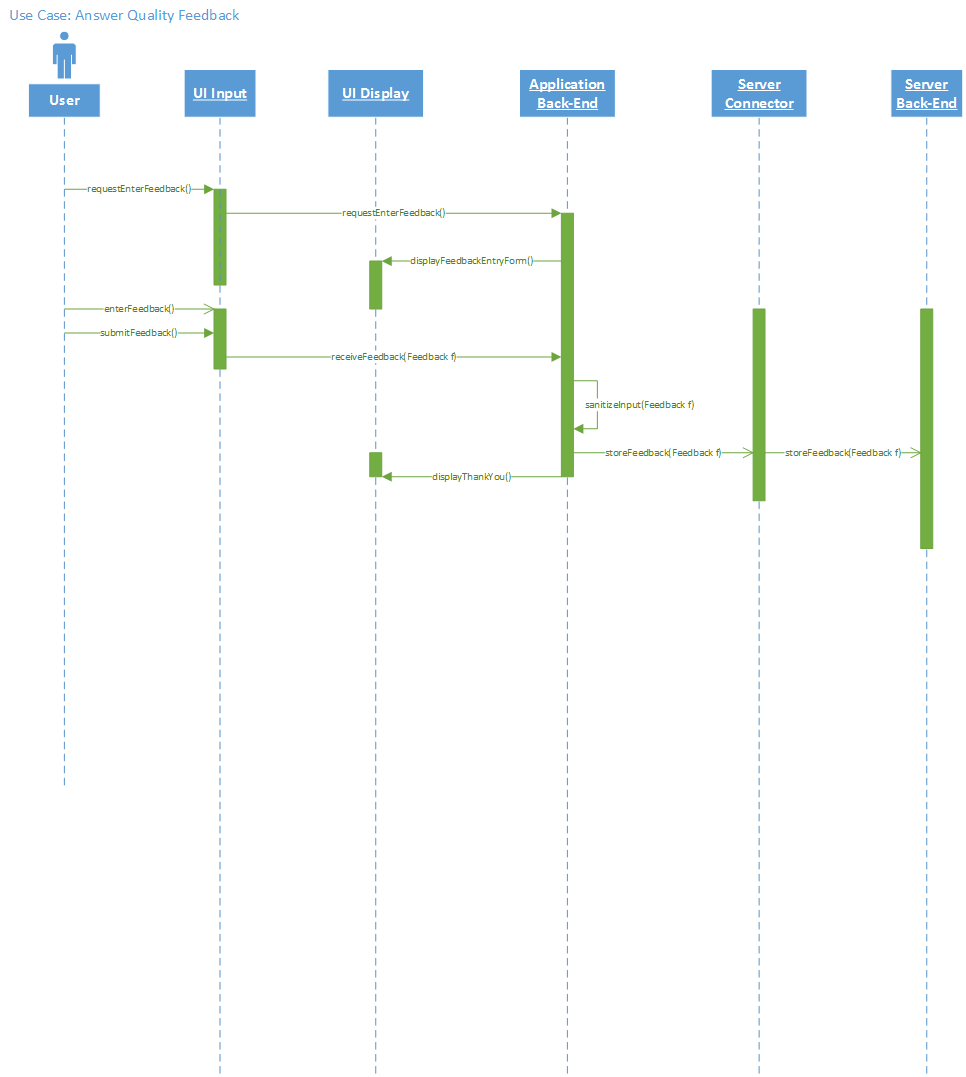 Use Case: Answer Quality Feedback
User
UI Input
UI Display
Application
Back-End
Server
Connector
Server
Back-End
requestEnterFeedback()
requestEnterFeedback()
displayFeedbackEntryForm()
enterFeedback()
submitFeedback()
receiveFeedback(Feedback f)
sanitizeInput(Feedback f)
storeFeedback(Feedback f)
storeFeedback(Feedback f)
displayThankYou()